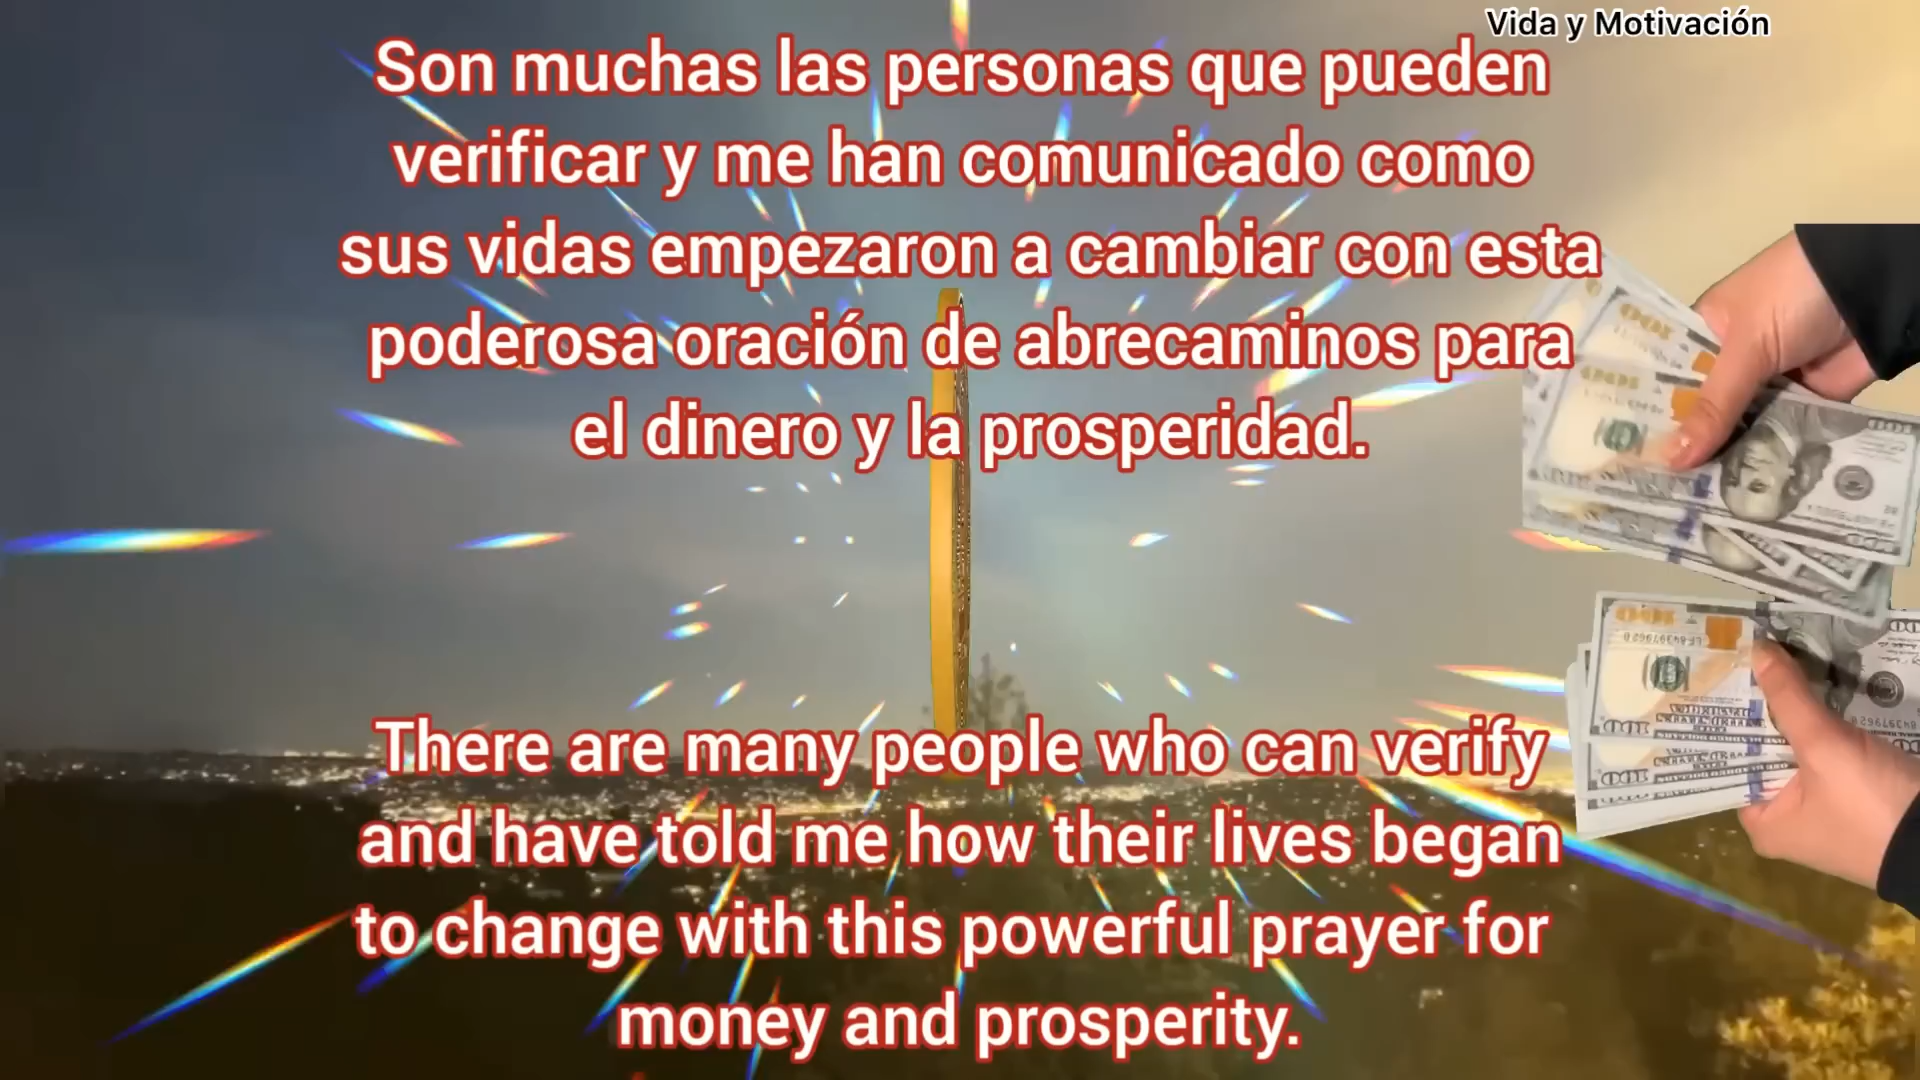 Vida y Motivación
Son muchas las personas que pueden
verificar y me han comunicado como
sus vidas empezaron a cambiar con esta
poderosa oración de abrecaminos para
el dinero y la prosperidad.
There are many people who can verify
and have told me how their lives began
to change with this powerful prayer for
money and prosperity.